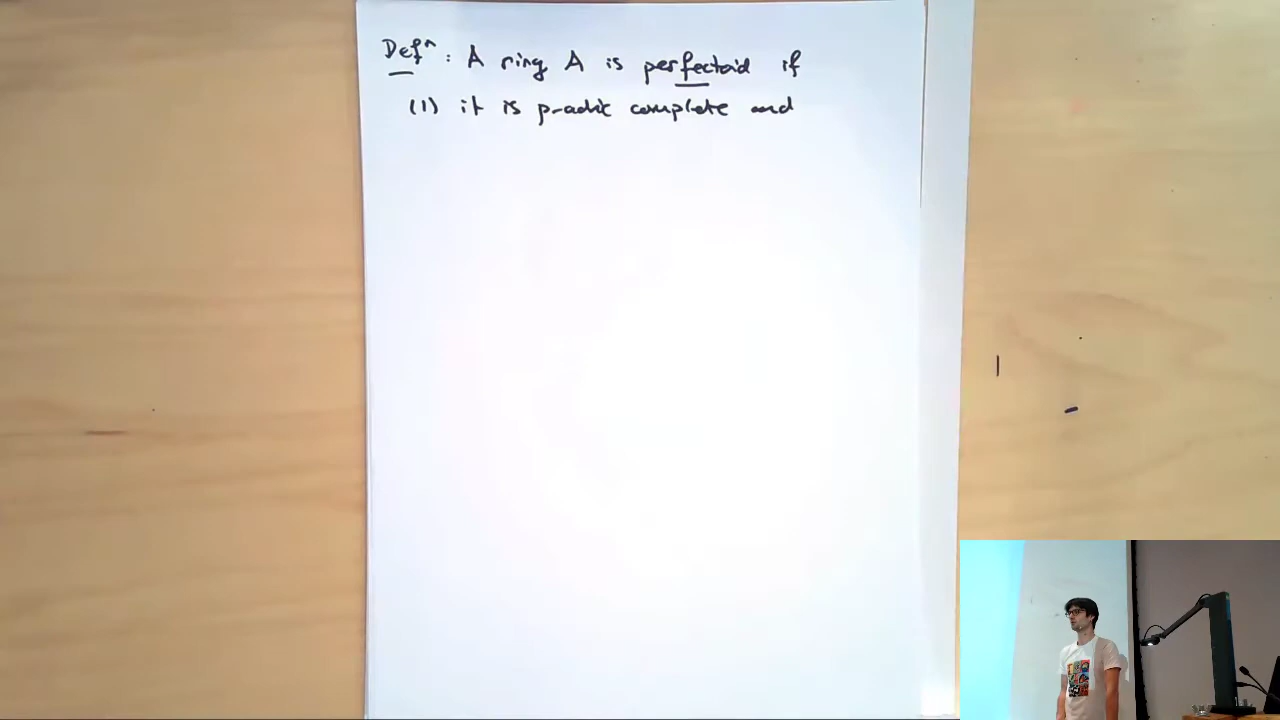 Defⁿ : A ring A is perfectoid if
(1) it is p-adic complete and